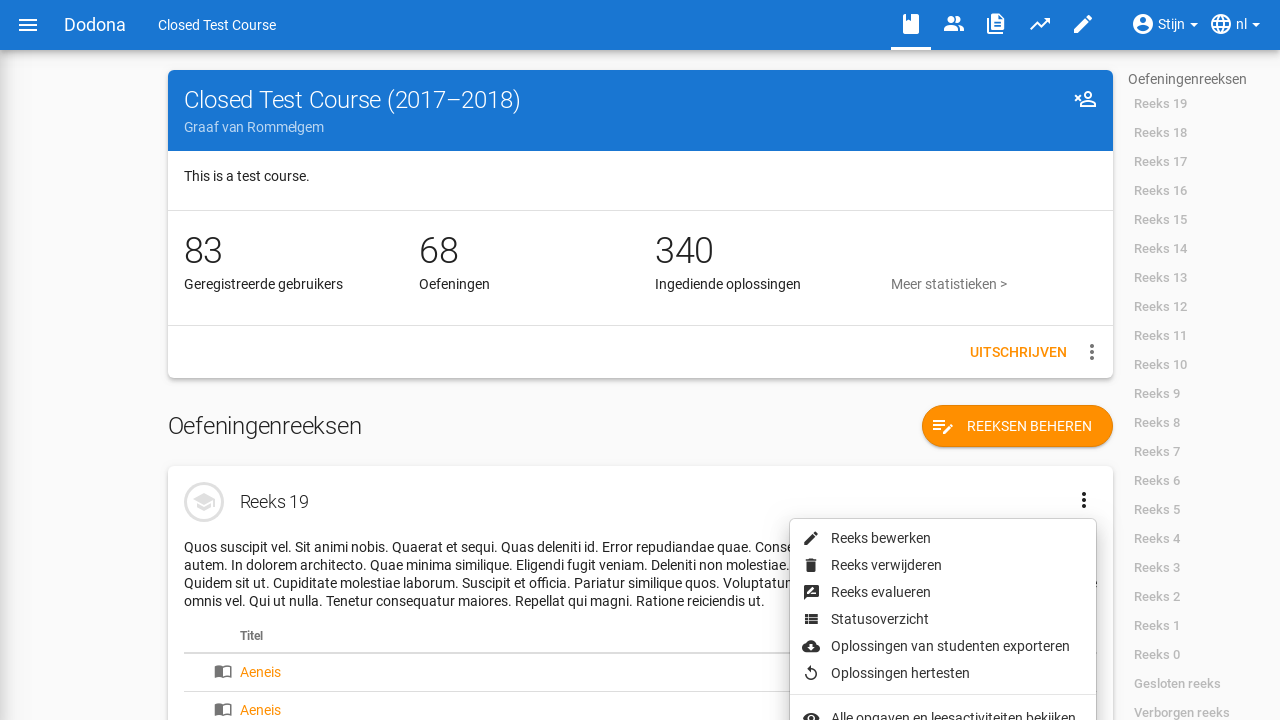 Dodona
Closed Test Course
Stijn
nl
Closed Test Course (2017–2018)
Graaf van Rommelgem
This is a test course.
83
Geregistreerde gebruikers
68
Oefeningen
340
Ingediende oplossingen
Meer statistieken >
UITSCHRIJVEN
Oefeningenreeksen
REEKSEN BEHEREN
Reeks 19
Quos suscipit vel. Sit animi nobis. Quaerat et sequi. Quas deleniti id. Error repudiandae quae.
autem. In dolorem architecto. Quae minima similique. Eligendi fugit veniam. Deleniti non molestiae.
Quidem sit ut. Cupiditate molestiae laborum. Suscipit et officia. Pariatur similique quos.
omnis vel. Qui ut nulla. Tenetur consequatur maiores. Repellat qui magni. Ratione reiciendis ut.
Titel
Aeneis
Aeneis
Reeks bewerken
Reeks verwijderen
Reeks evalueren
Statusoverzicht
Oplossingen van studenten exporteren
Oplossingen hertesten
Alle opgaven en leesactiviteiten bekijken
Oefeningenreeksen
Reeks 19
Reeks 18
Reeks 17
Reeks 16
Reeks 15
Reeks 14
Reeks 13
Reeks 12
Reeks 11
Reeks 10
Reeks 9
Reeks 8
Reeks 7
Reeks 6
Reeks 5
Reeks 4
Reeks 3
Reeks 2
Reeks 1
Reeks 0
Gesloten reeks
Verborgen reeks